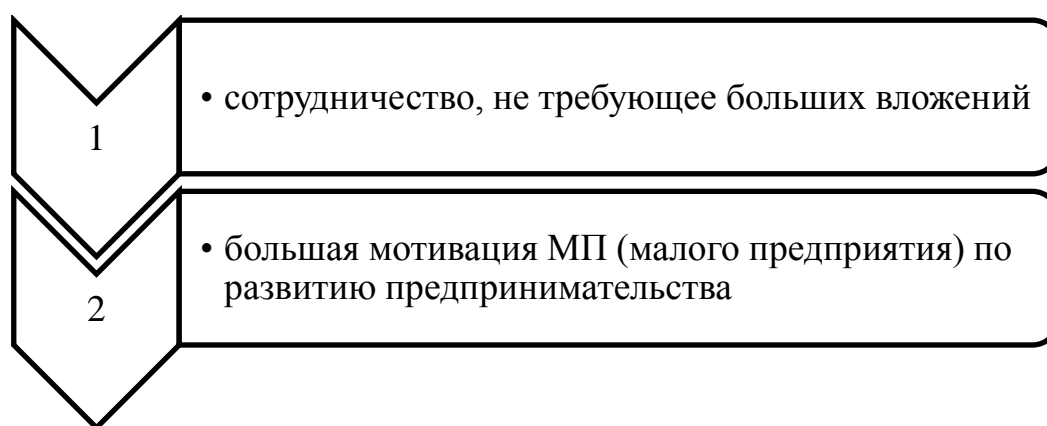 1
• сотрудничество, не требующее больших вложений
2
• большая мотивация МП (малого предприятия) по
развитию предпринимательства